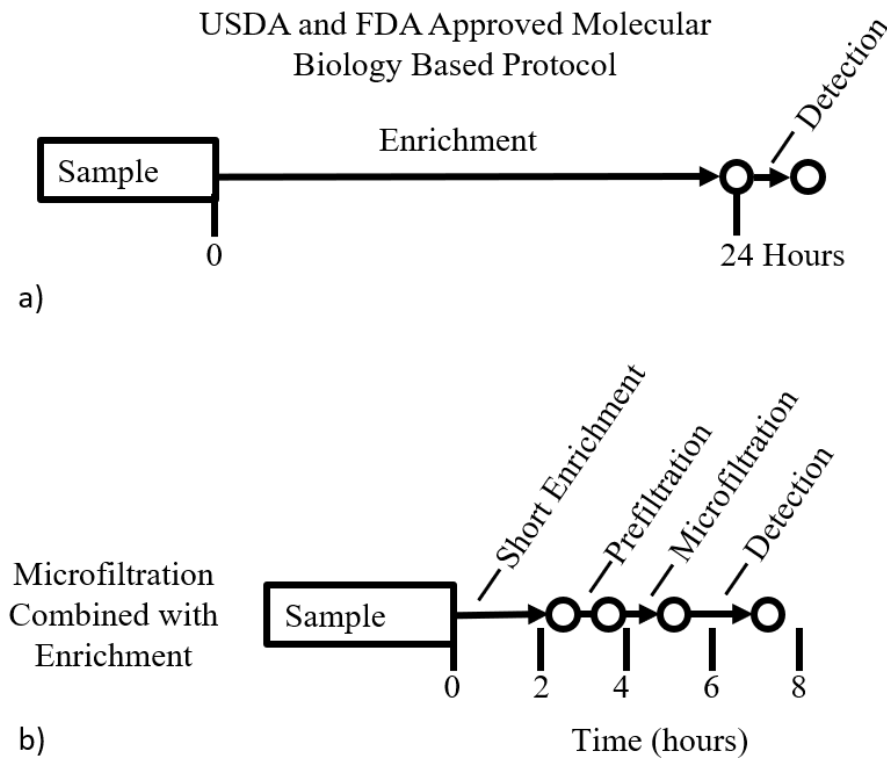 USDA and FDA Approved Molecular
Biology Based Protocol
Detection
Enrichment
Sample
0
24 Hours
a)
Short Enrichment
Prefiltration
Microfiltration
Detection
Microfiltration
Combined with
Enrichment
Sample
0
2
4
6
8
b)
Time (hours)